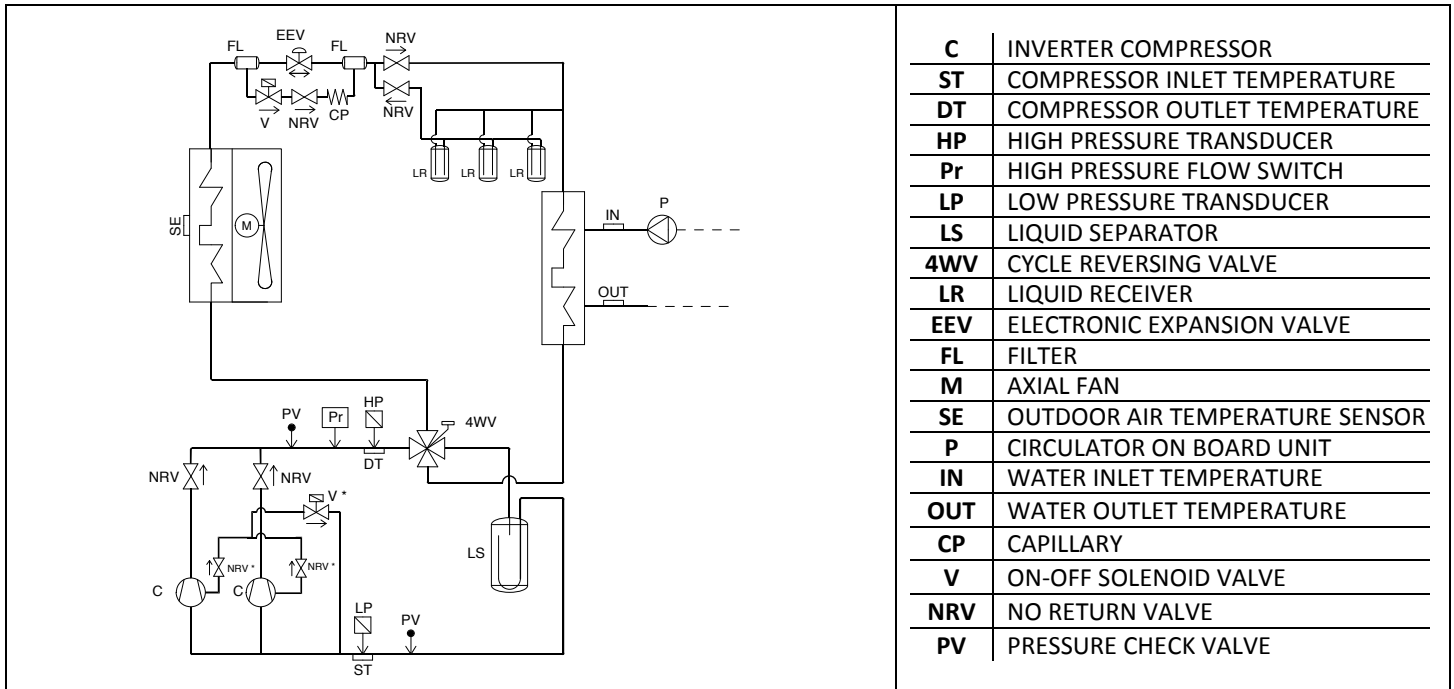 EEV
FL
FL
NRV
V
NRV
CP
NRV
LR
LR
LR
SE
M
IN
P
OUT
HP
PV
Pr
4WV
DT
NRV
NRV
V *
NRV *
NRV *
LS
C
C
LP
PV
ST
C INVERTER COMPRESSOR
ST COMPRESSOR INLET TEMPERATURE
DT COMPRESSOR OUTLET TEMPERATURE
HP HIGH PRESSURE TRANSDUCER
Pr HIGH PRESSURE FLOW SWITCH
LP LOW PRESSURE TRANSDUCER
LS LIQUID SEPARATOR
4WV CYCLE REVERSING VALVE
LR LIQUID RECEIVER
EEV ELECTRONIC EXPANSION VALVE
FL FILTER
M AXIAL FAN
SE OUTDOOR AIR TEMPERATURE SENSOR
P CIRCULATOR ON BOARD UNIT
IN WATER INLET TEMPERATURE
OUT WATER OUTLET TEMPERATURE
CP CAPILLARY
V ON-OFF SOLENOID VALVE
NRV NO RETURN VALVE
PV PRESSURE CHECK VALVE